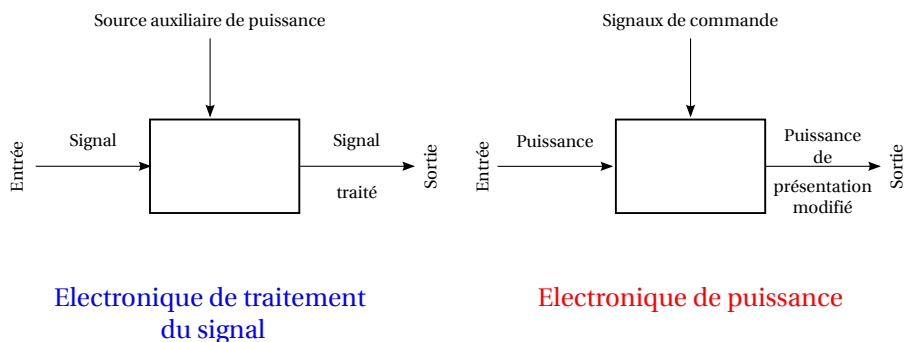 Source auxiliaire de puissance
Entrée
Signal
Signal
traité
Sortie
Electronique de traitement
du signal
Signaux de commande
Entrée
Puissance
Puissance
de
présentation
modifié
Sortie
Electronique de puissance